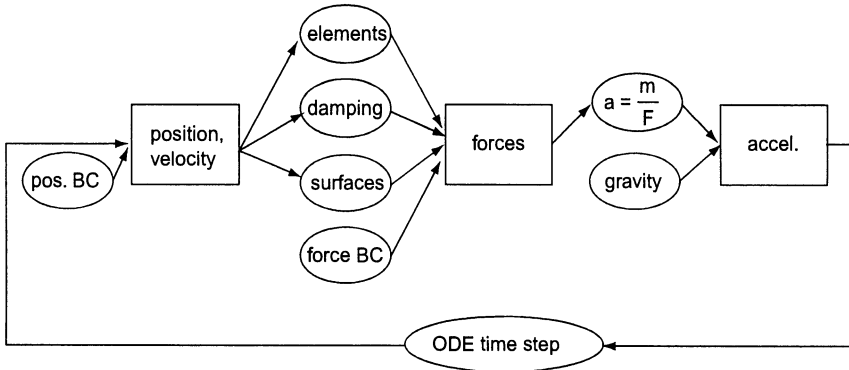 elements
damping
position,
velocity
forces
a = m/F
accel.
pos. BC
surfaces
gravity
force BC
ODE time step